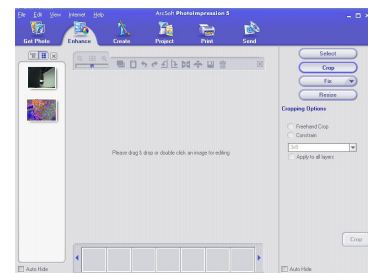 ArcSoft PhotoImpression 5
File Edit View Internet Help
Get Photo Enhance Create Project Print Send
Select
Crop
Fix
Resize
Cropping Options
Freehand Crop
Constrain
3x5
Apply to all layers
Please drag & drop or double click an image for editing
Crop
Auto Hide
Auto Hide